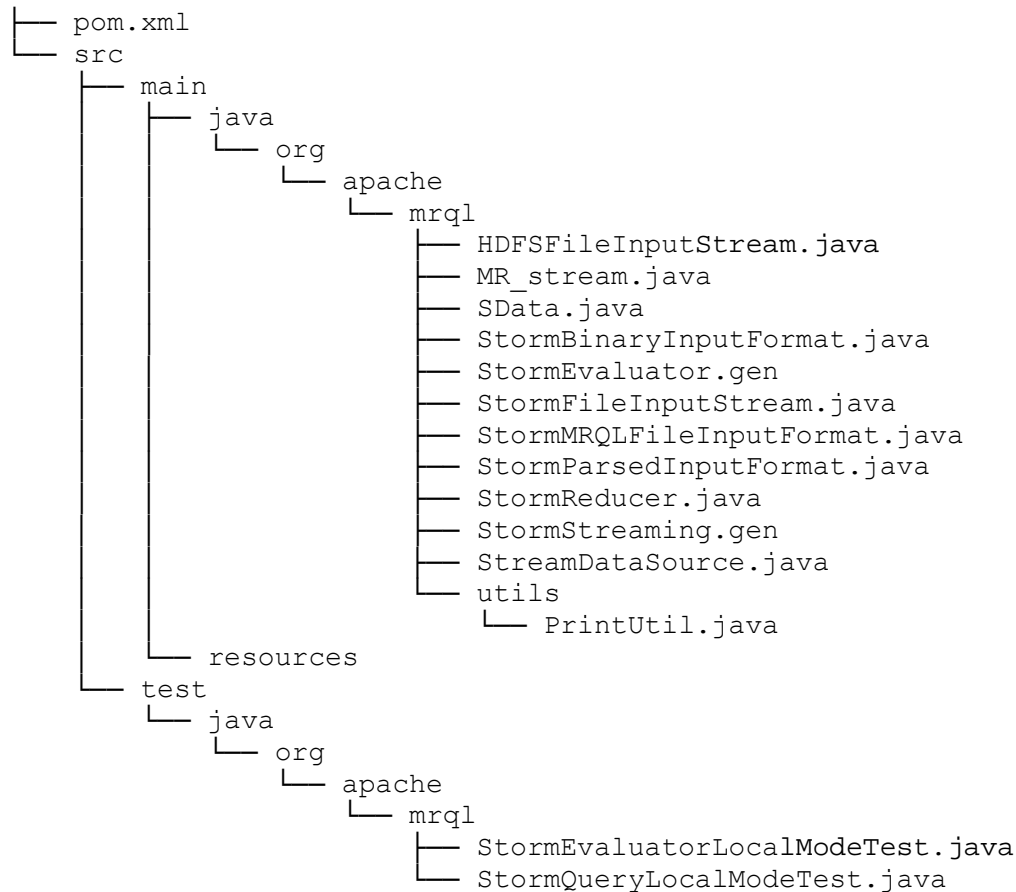 ├── pom.xml
└── src
    ├── main
    │   ├── java
    │   │   └── org
    │   │       └── apache
    │   │           └── mrql
    │   │               ├── HDFSFileInputStream.java
    │   │               ├── MR_stream.java
    │   │               ├── SData.java
    │   │               ├── StormBinaryInputFormat.java
    │   │               ├── StormEvaluator.gen
    │   │               ├── StormFileInputStream.java
    │   │               ├── StormMRQLFileInputFormat.java
    │   │               ├── StormParsedInputFormat.java
    │   │               ├── StormReducer.java
    │   │               ├── StormStreaming.gen
    │   │               ├── StreamDataSource.java
    │   │               └── utils
    │   │                   └── PrintUtil.java
    │   └── resources
    └── test
        └── java
            └── org
                └── apache
                    └── mrql
                        ├── StormEvaluatorLocalModeTest.java
                        └── StormQueryLocalModeTest.java